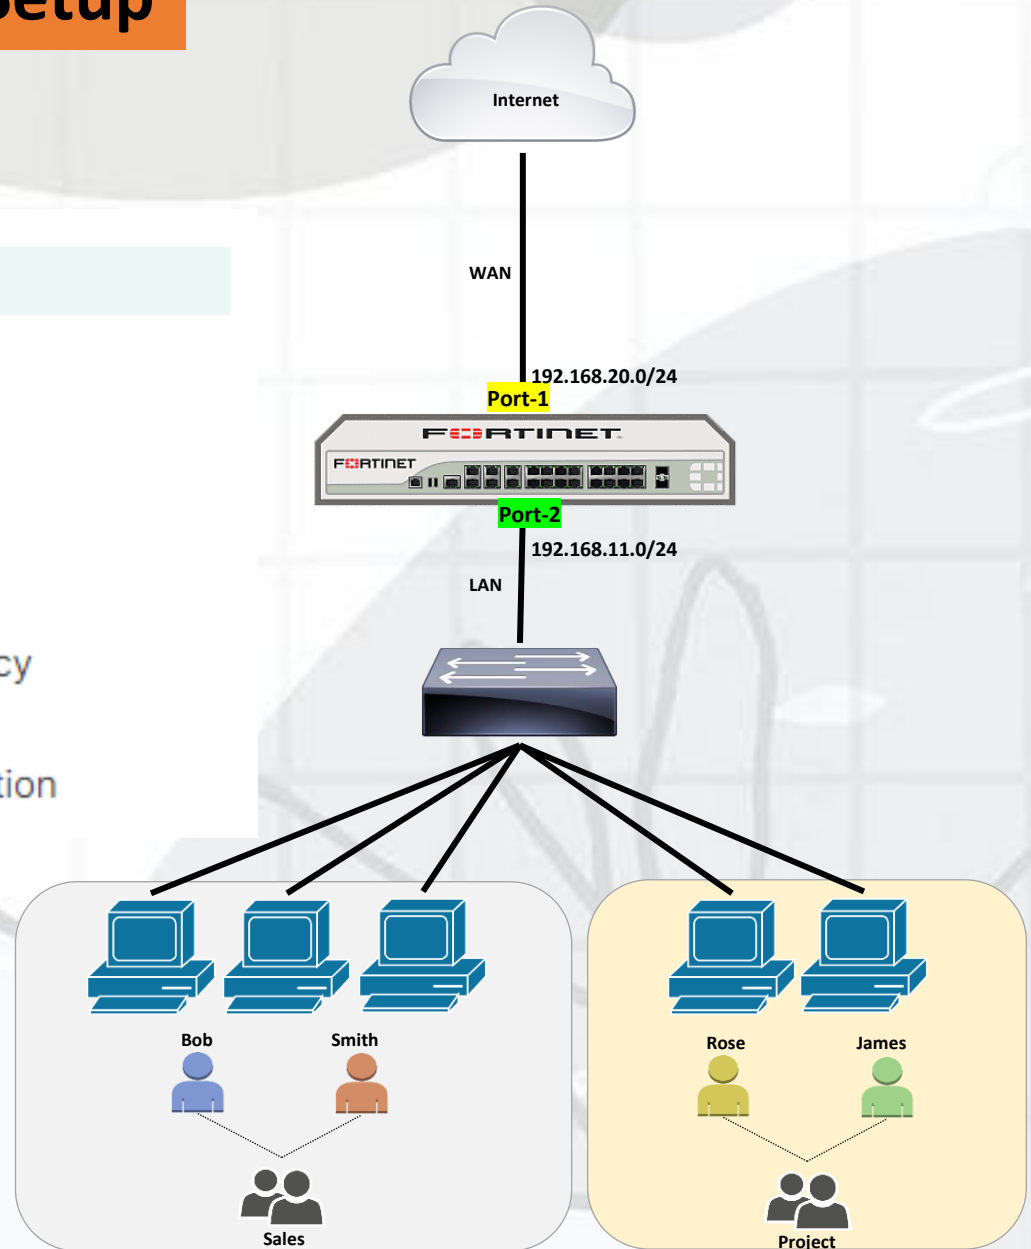 Setup
Internet
WAN
192.168.20.0/24
Port-1
FORTINET
FORTINET
Port-2
192.168.11.0/24
LAN
cy
tion
Bob
Smith
Rose
James
Sales
Project